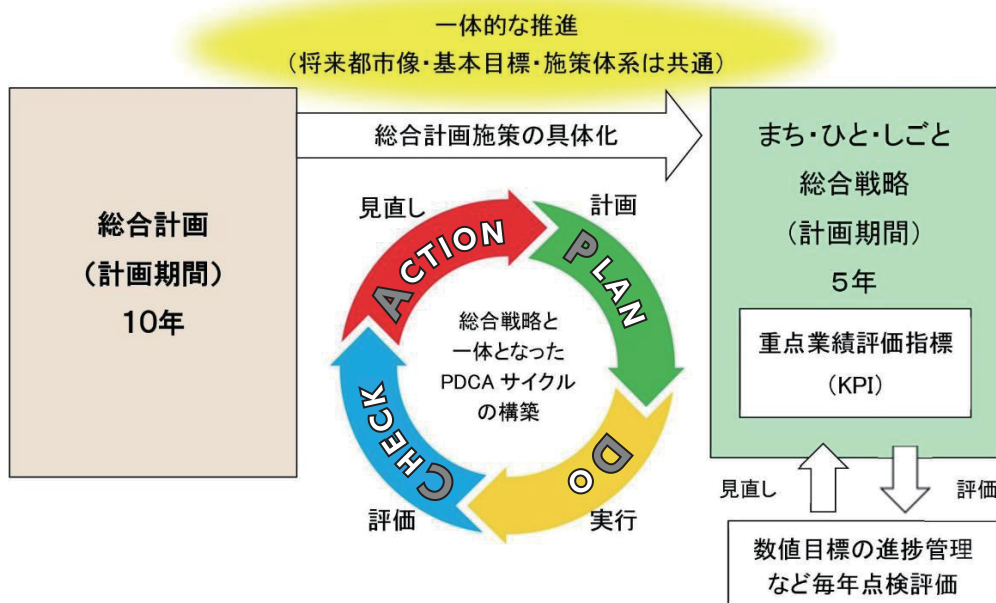 一体的な推進
(将来都市像・基本目標・施策体系は共通)
総合計画施策の具体化
総合計画
(計画期間)
10年
見直し
計画
ACTION
PLAN
総合戦略と
一体となった
PDCA サイクル
の構築
CHECK
DO
評価
実行
まち・ひと・しごと
総合戦略
(計画期間)
5年
重点業績評価指標
(KPI)
見直し
評価
数値目標の進捗管理
など毎年点検評価